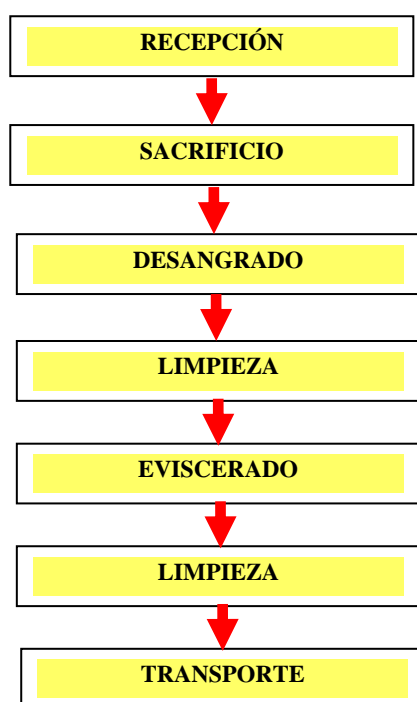 RECEPCIÓN
SACRIFICIO
DESANGRADO
LIMPIEZA
EVISCERADO
LIMPIEZA
TRANSPORTE